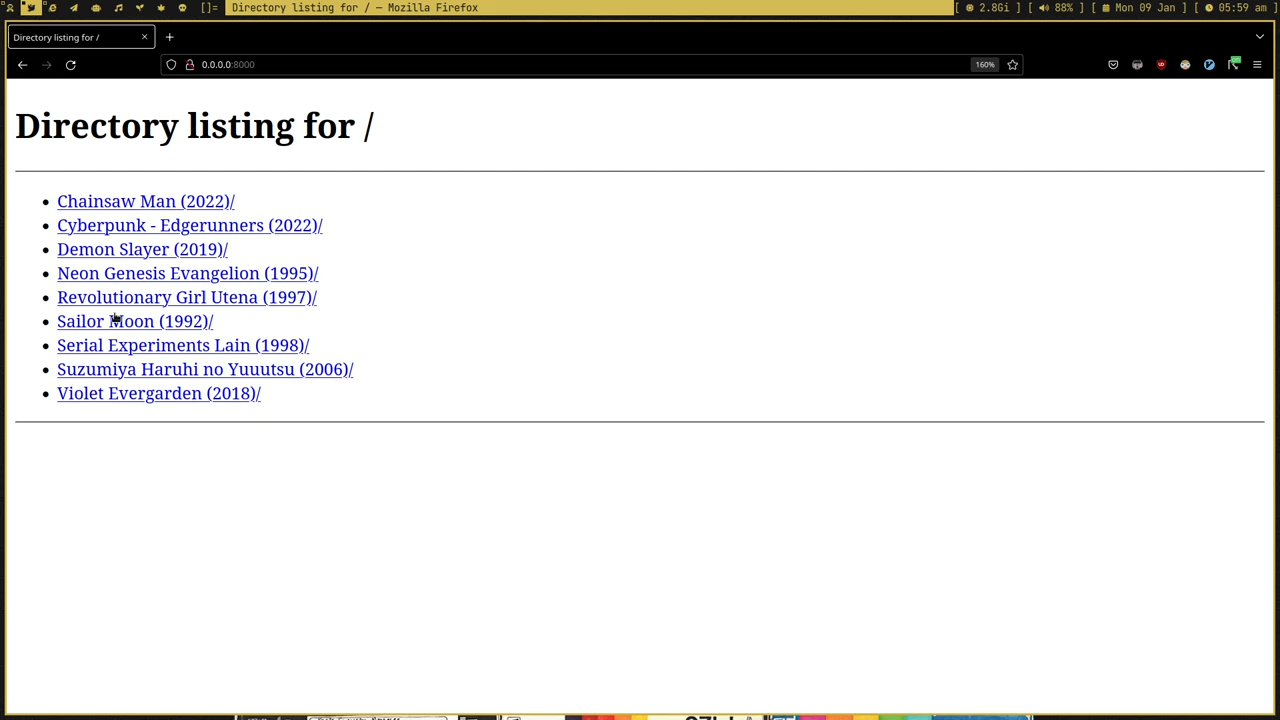 []= Directory listing for / — Mozilla Firefox [ 2.8Gi ] [ 88% ] [ Mon 09 Jan ] [ 05:59 am ]
Directory listing for /
0.0.0.0:8000 160%
Directory listing for /
Chainsaw Man (2022)/
Cyberpunk - Edgerunners (2022)/
Demon Slayer (2019)/
Neon Genesis Evangelion (1995)/
Revolutionary Girl Utena (1997)/
Sailor Moon (1992)/
Serial Experiments Lain (1998)/
Suzumiya Haruhi no Yuuutsu (2006)/
Violet Evergarden (2018)/